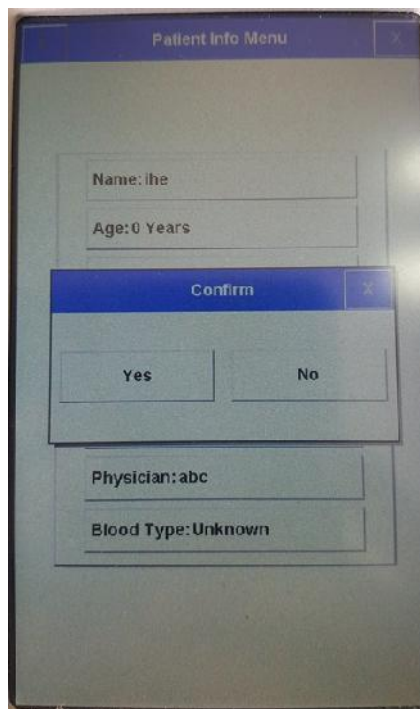 Patient Info Menu X
Name: ihe
Age: 0 Years
Confirm X
Yes No
Physician: abc
Blood Type: Unknown